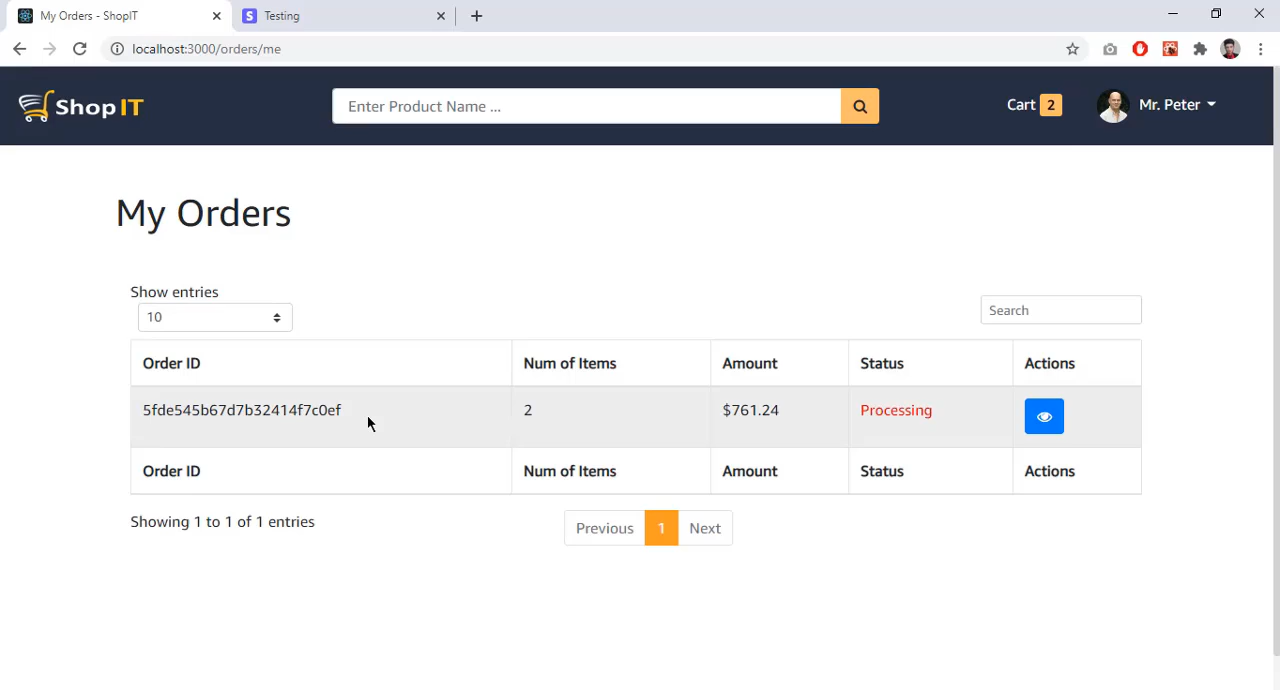 My Orders - ShopIT
Testing
localhost:3000/orders/me
Shop IT
Enter Product Name ...
Cart 2
Mr. Peter
My Orders
Show entries
10
Search
Order ID Num of Items Amount Status Actions
5fde545b67d7b32414f7c0ef 2 $761.24 Processing
Order ID Num of Items Amount Status Actions
Showing 1 to 1 of 1 entries
Previous 1 Next